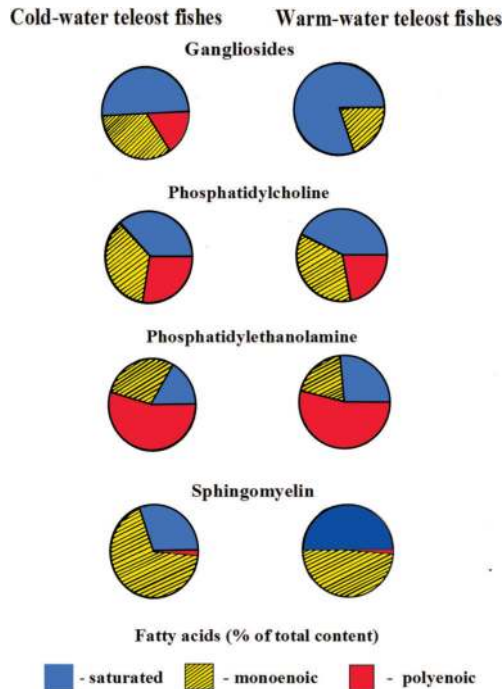 Cold-water teleost fishes Warm-water teleost fishes
Gangliosides
Phosphatidylcholine
Phosphatidylethanolamine
Sphingomyelin
Fatty acids (% of total content)
- saturated - monoenoic - polyenoic